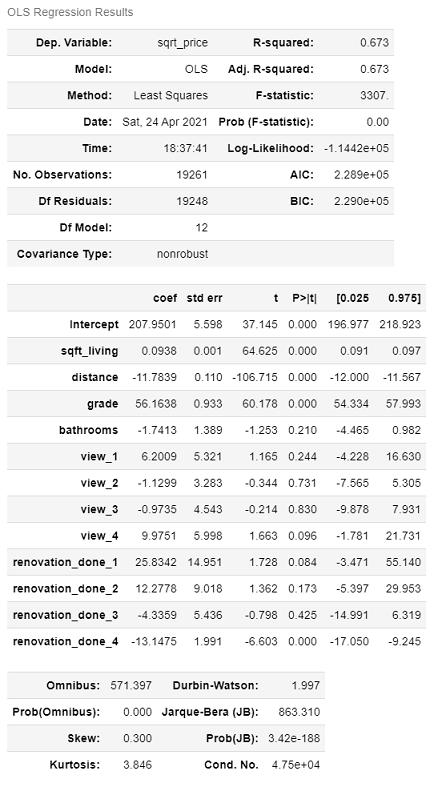 OLS Regression Results
Dep. Variable: sqrt_price R-squared: 0.673
Model: OLS Adj. R-squared: 0.673
Method: Least Squares F-statistic: 3307.
Date: Sat, 24 Apr 2021 Prob (F-statistic): 0.00
Time: 18:37:41 Log-Likelihood: -1.1442e+05
No. Observations: 19261 AIC: 2.289e+05
Df Residuals: 19248 BIC: 2.290e+05
Df Model: 12
Covariance Type: nonrobust
coef std err t P>|t| [0.025 0.975]
Intercept 207.9501 5.598 37.145 0.000 196.977 218.923
sqft_living 0.0938 0.001 64.625 0.000 0.091 0.097
distance -11.7839 0.110 -106.715 0.000 -12.000 -11.567
grade 56.1638 0.933 60.178 0.000 54.334 57.993
bathrooms -1.7413 1.389 -1.253 0.210 -4.465 0.982
view_1 6.2009 5.321 1.165 0.244 -4.228 16.630
view_2 -1.1299 3.283 -0.344 0.731 -7.565 5.305
view_3 -0.9735 4.543 -0.214 0.830 -9.878 7.931
view_4 9.9751 5.998 1.663 0.096 -1.781 21.731
renovation_done_1 25.8342 14.951 1.728 0.084 -3.471 55.140
renovation_done_2 12.2778 9.018 1.362 0.173 -5.397 29.953
renovation_done_3 -4.3359 5.436 -0.798 0.425 -14.991 6.319
renovation_done_4 -13.1475 1.991 -6.603 0.000 -17.050 -9.245
Omnibus: 571.397 Durbin-Watson: 1.997
Prob(Omnibus): 0.000 Jarque-Bera (JB): 863.310
Skew: 0.300 Prob(JB): 3.42e-188
Kurtosis: 3.846 Cond. No. 4.75e+04